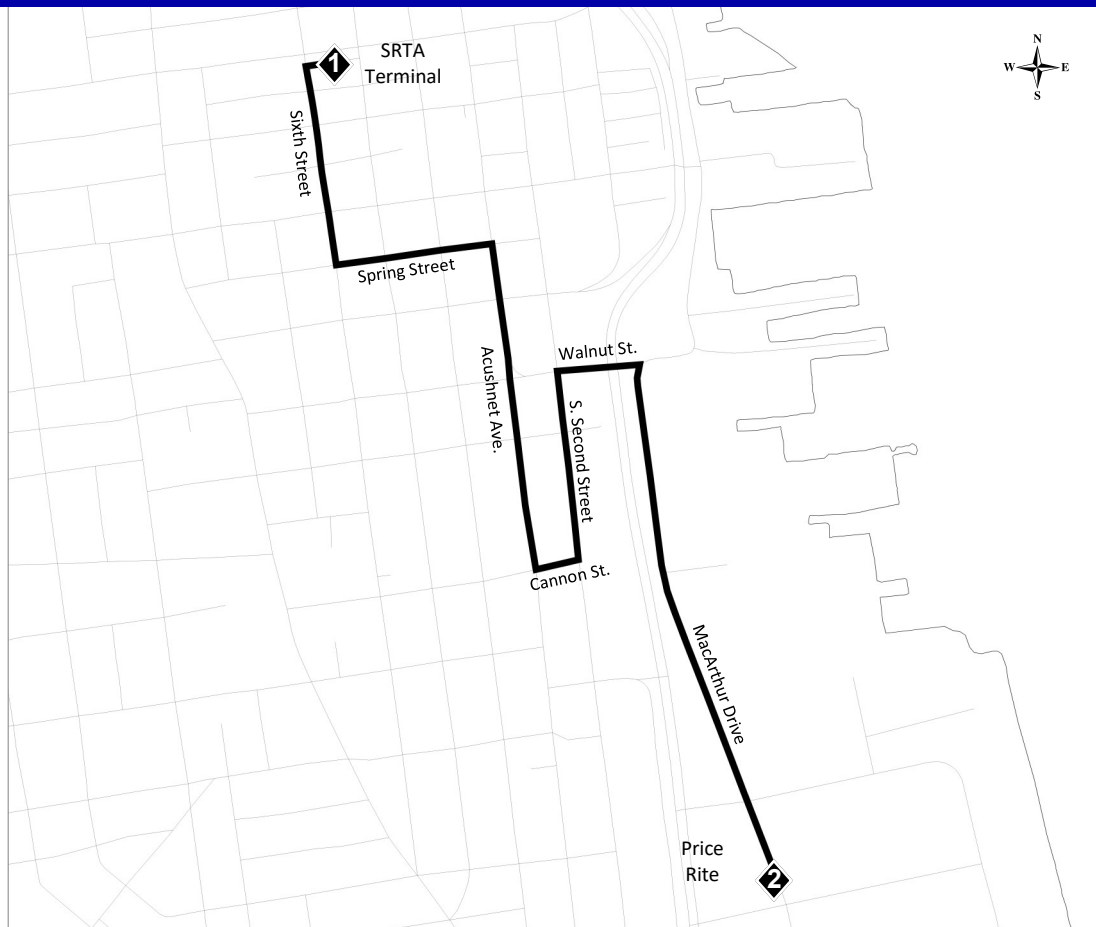 N
W E
S
1
SRTA
Terminal
Sixth Street
Spring Street
Walnut St.
Acushnet Ave.
S. Second Street
Cannon St.
MacArthur Drive
Price
Rite
2